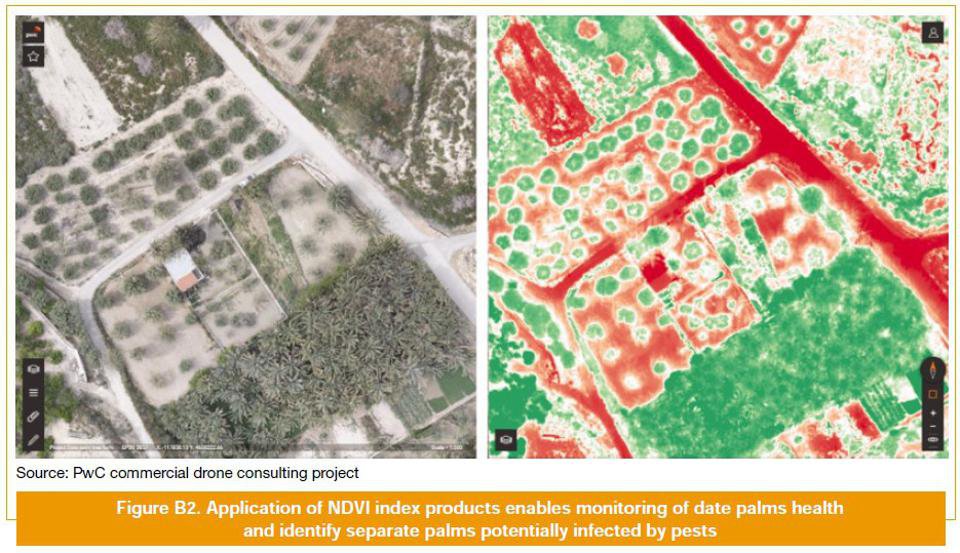 Source: PwC commercial drone consulting project
Figure B2. Application of NDVI index products enables monitoring of date palms health
and identify separate palms potentially infected by pests